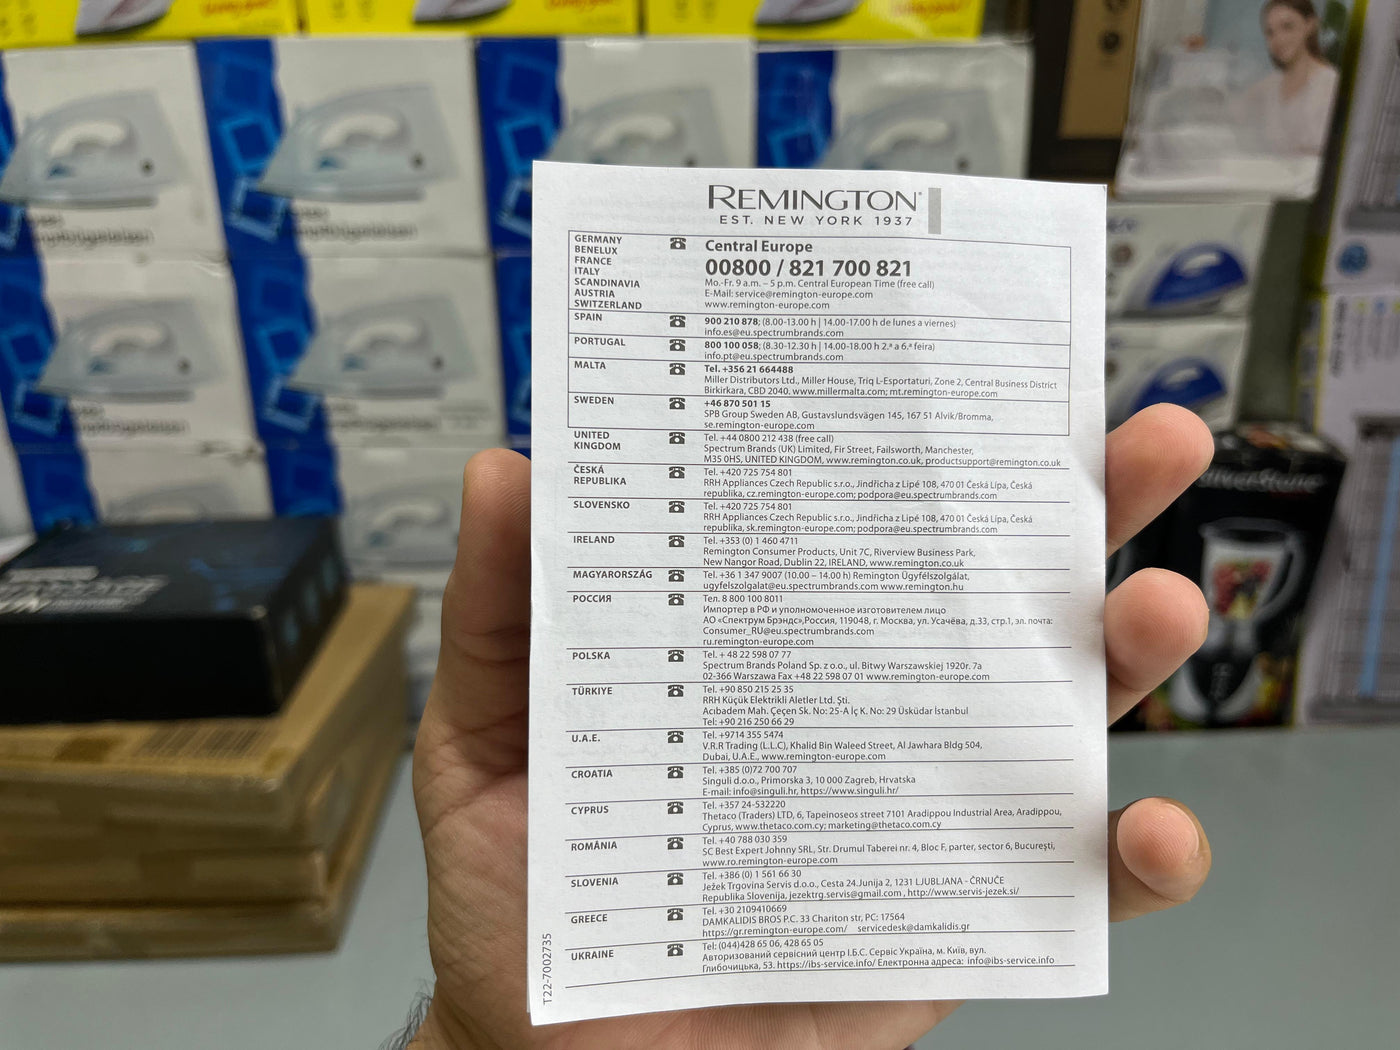 REMINGTON®
EST. NEW YORK 1937
GERMANY
BENELUX
FRANCE
ITALY
SCANDINAVIA
AUSTRIA
SWITZERLAND
Central Europe
00800 / 821 700 821
Mo.-Fr. 9 a.m. – 5 p.m. Central European Time (free call)
E-Mail: service@remington-europe.com
www.remington-europe.com
SPAIN
900 210 878; (8.00-13.00 h | 14.00-17.00 h de lunes a viernes)
info.es@eu.spectrumbrands.com
PORTUGAL
800 100 058; (8.30-12.30 h | 14.00-18.00 h 2.ª a 6.ª feira)
info.pt@eu.spectrumbrands.com
MALTA
Tel. +356 21 664488
Miller Distributors Ltd., Miller House, Triq L-Esportaturi, Zone 2, Central Business District
Birkirkara, CBD 2040. www.millermalta.com; mt.remington-europe.com
SWEDEN
+46 870 501 15
SPB Group Sweden AB, Gustavslundsvägen 145, 167 51 Alvik/Bromma,
se.remington-europe.com
UNITED
KINGDOM
Tel. +44 0800 212 438 (free call)
Spectrum Brands (UK) Limited, Fir Street, Failsworth, Manchester,
M35 0HS, UNITED KINGDOM, www.remington.co.uk, productsupport@remington.co.uk
ČESKÁ
REPUBLIKA
Tel. +420 725 754 801
RRH Appliances Czech Republic s.r.o., Jindřicha z Lipé 108, 470 01 Česká Lípa, Česká
republika, cz.remington-europe.com; podpora@eu.spectrumbrands.com
SLOVENSKO
Tel. +420 725 754 801
RRH Appliances Czech Republic s.r.o., Jindřicha z Lipé 108, 470 01 Česká Lípa, Česká
republika, sk.remington-europe.com; podpora@eu.spectrumbrands.com
IRELAND
Tel. +353 (0) 1 460 4711
Remington Consumer Products, Unit 7C, Riverview Business Park,
New Nangor Road, Dublin 22, IRELAND, www.remington.co.uk
MAGYARORSZÁG
Tel. +36 1 347 9007 (10.00 – 14.00 h) Remington Ügyfélszolgálat,
ugyfelszolgalat@eu.spectrumbrands.com www.remington.hu
РОССИЯ
Тел. 8 800 100 8011
Импортер в РФ и уполномоченное изготовителем лицо
АО «Спектрум Брэндс»,Россия, 119048, г. Москва, ул. Усачёва, д.33, стр.1, эл. почта:
Consumer_RU@eu.spectrumbrands.com
ru.remington-europe.com
POLSKA
Tel. + 48 22 598 07 77
Spectrum Brands Poland Sp. z o.o., ul. Bitwy Warszawskiej 1920r. 7a
02-366 Warszawa Fax +48 22 598 07 01 www.remington-europe.com
TÜRKIYE
Tel. +90 850 215 25 35
RRH Küçük Elektrikli Aletler Ltd. Şti.
Acıbadem Mah. Çeçen Sk. No: 25-A İç K. No: 29 Üsküdar İstanbul
Tel: +90 216 250 66 29
U.A.E.
Tel. +9714 355 5474
V.R.R Trading (L.L.C), Khalid Bin Waleed Street, Al Jawhara Bldg 504,
Dubai, U.A.E., www.remington-europe.com
CROATIA
Tel. +385 (0)72 700 707
Singuli d.o.o., Primorska 3, 10 000 Zagreb, Hrvatska
E-mail: info@singuli.hr, https://www.singuli.hr/
CYPRUS
Tel. +357 24-532220
Thetaco (Traders) LTD, 6, Tapeinoseos street 7101 Aradippou Industrial Area, Aradippou,
Cyprus, www.thetaco.com.cy; marketing@thetaco.com.cy
ROMÂNIA
Tel. +40 788 030 359
SC Best Expert Johnny SRL, Str. Drumul Taberei nr. 4, Bloc F, parter, sector 6, Bucureşti,
www.ro.remington-europe.com
SLOVENIA
Tel. +386 (0) 1 561 66 30
Ježek Trgovina Servis d.o.o., Cesta 24.Junija 2, 1231 LJUBLJANA - ČRNUČE
Republika Slovenija, jezektrg.servis@gmail.com , http://www.servis-jezek.si/
GREECE
Tel. +30 2109410669
DAMKALIDIS BROS P.C. 33 Chariton str, PC: 17564
https://gr.remington-europe.com/ servicedesk@damkalidis.gr
UKRAINE
Tel: (044)428 65 06, 428 65 05
Авторизований сервісний центр І.Б.С. Сервіс Україна, м. Київ, вул.
Глибочицька, 53. https://ibs-service.info/ Електронна адреса: info@ibs-service.info
T22-7002735